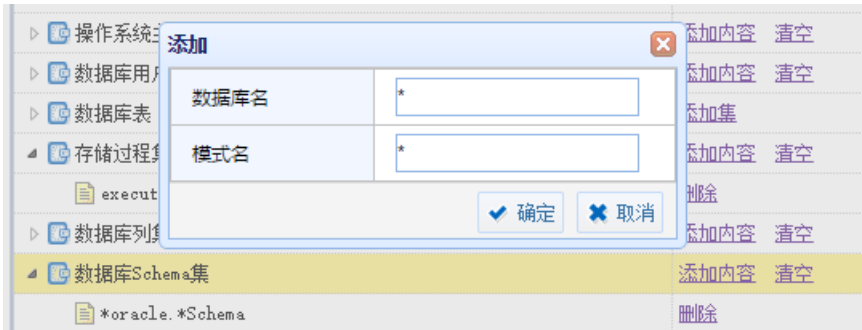 操作系统
添加内容 清空
添加
数据库用户
添加内容 清空
数据库名 *
数据库表
添加集
模式名 *
存储过程集
添加内容 清空
execut
删除
确定 取消
数据库列集
添加内容 清空
数据库Schema集 添加内容 清空
*oracle.*Schema 删除